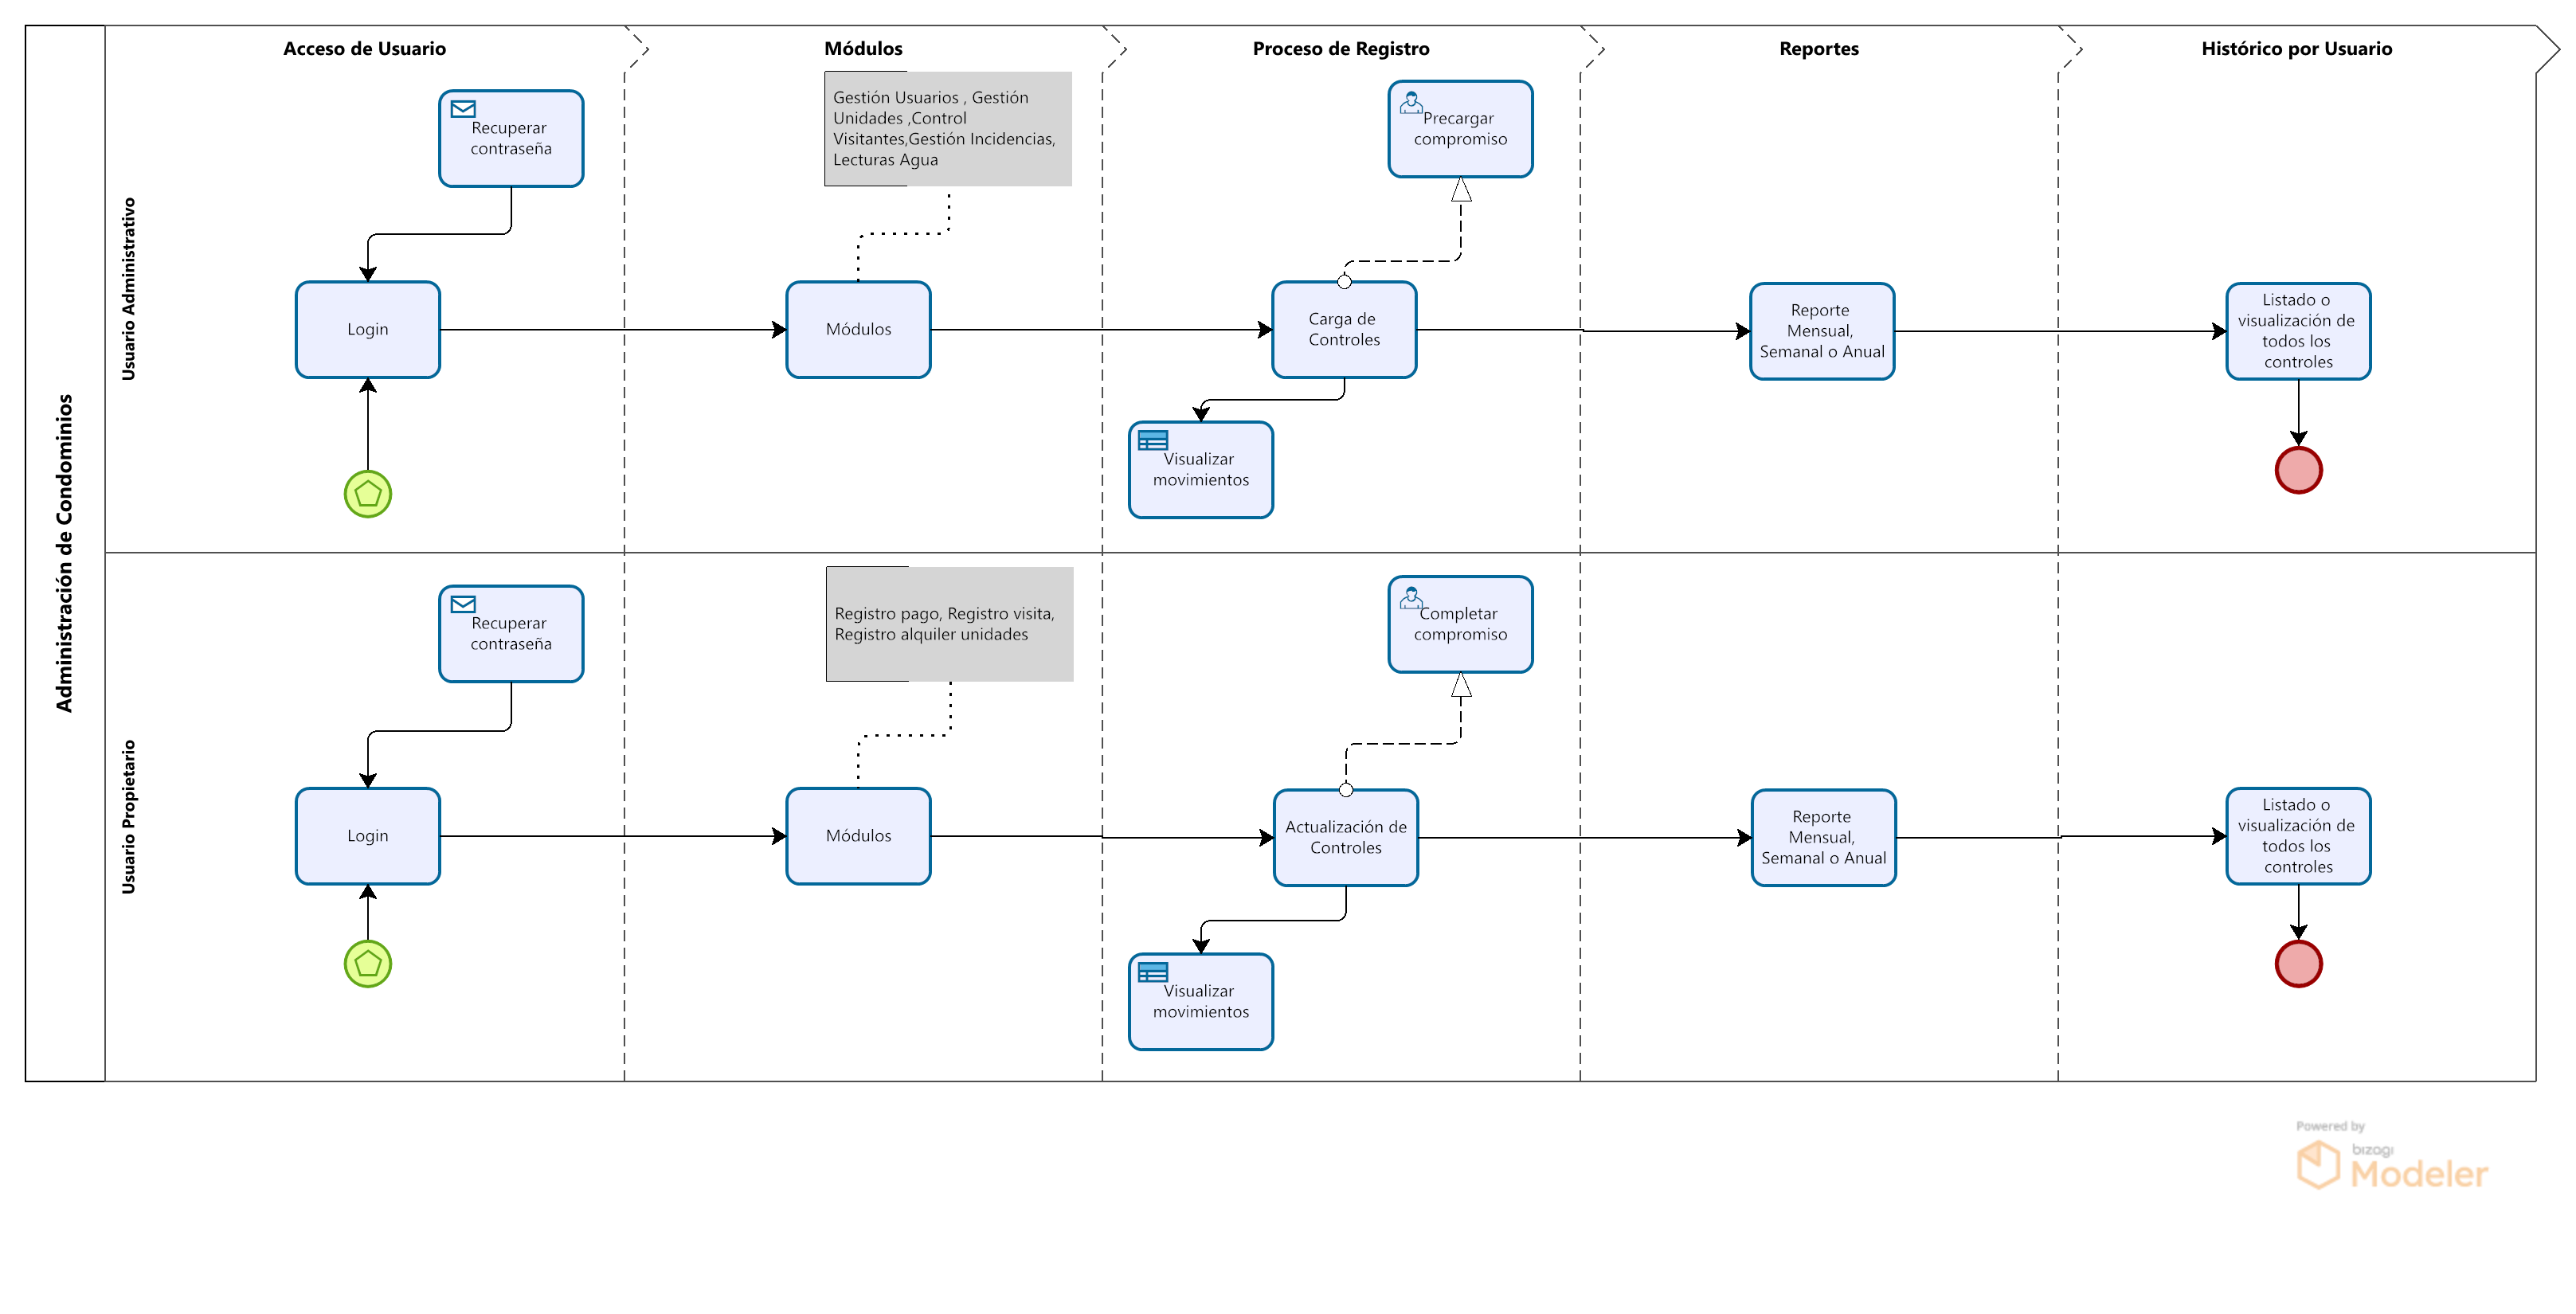 Administración de Condominios
Acceso de Usuario
Módulos
Proceso de Registro
Reportes
Histórico por Usuario
Usuario Administrativo
Recuperar
contraseña
Login
Gestión Usuarios , Gestión
Unidades ,Control
Visitantes,Gestión Incidencias,
Lecturas Agua
Módulos
Precargar
compromiso
Carga de
Controles
Visualizar
movimientos
Reporte
Mensual,
Semanal o Anual
Listado o
visualización de
todos los
controles
Usuario Propietario
Recuperar
contraseña
Login
Registro pago, Registro visita,
Registro alquiler unidades
Módulos
Completar
compromiso
Actualización de
Controles
Visualizar
movimientos
Reporte
Mensual,
Semanal o Anual
Listado o
visualización de
todos los
controles
Powered by
bizagi
Modeler